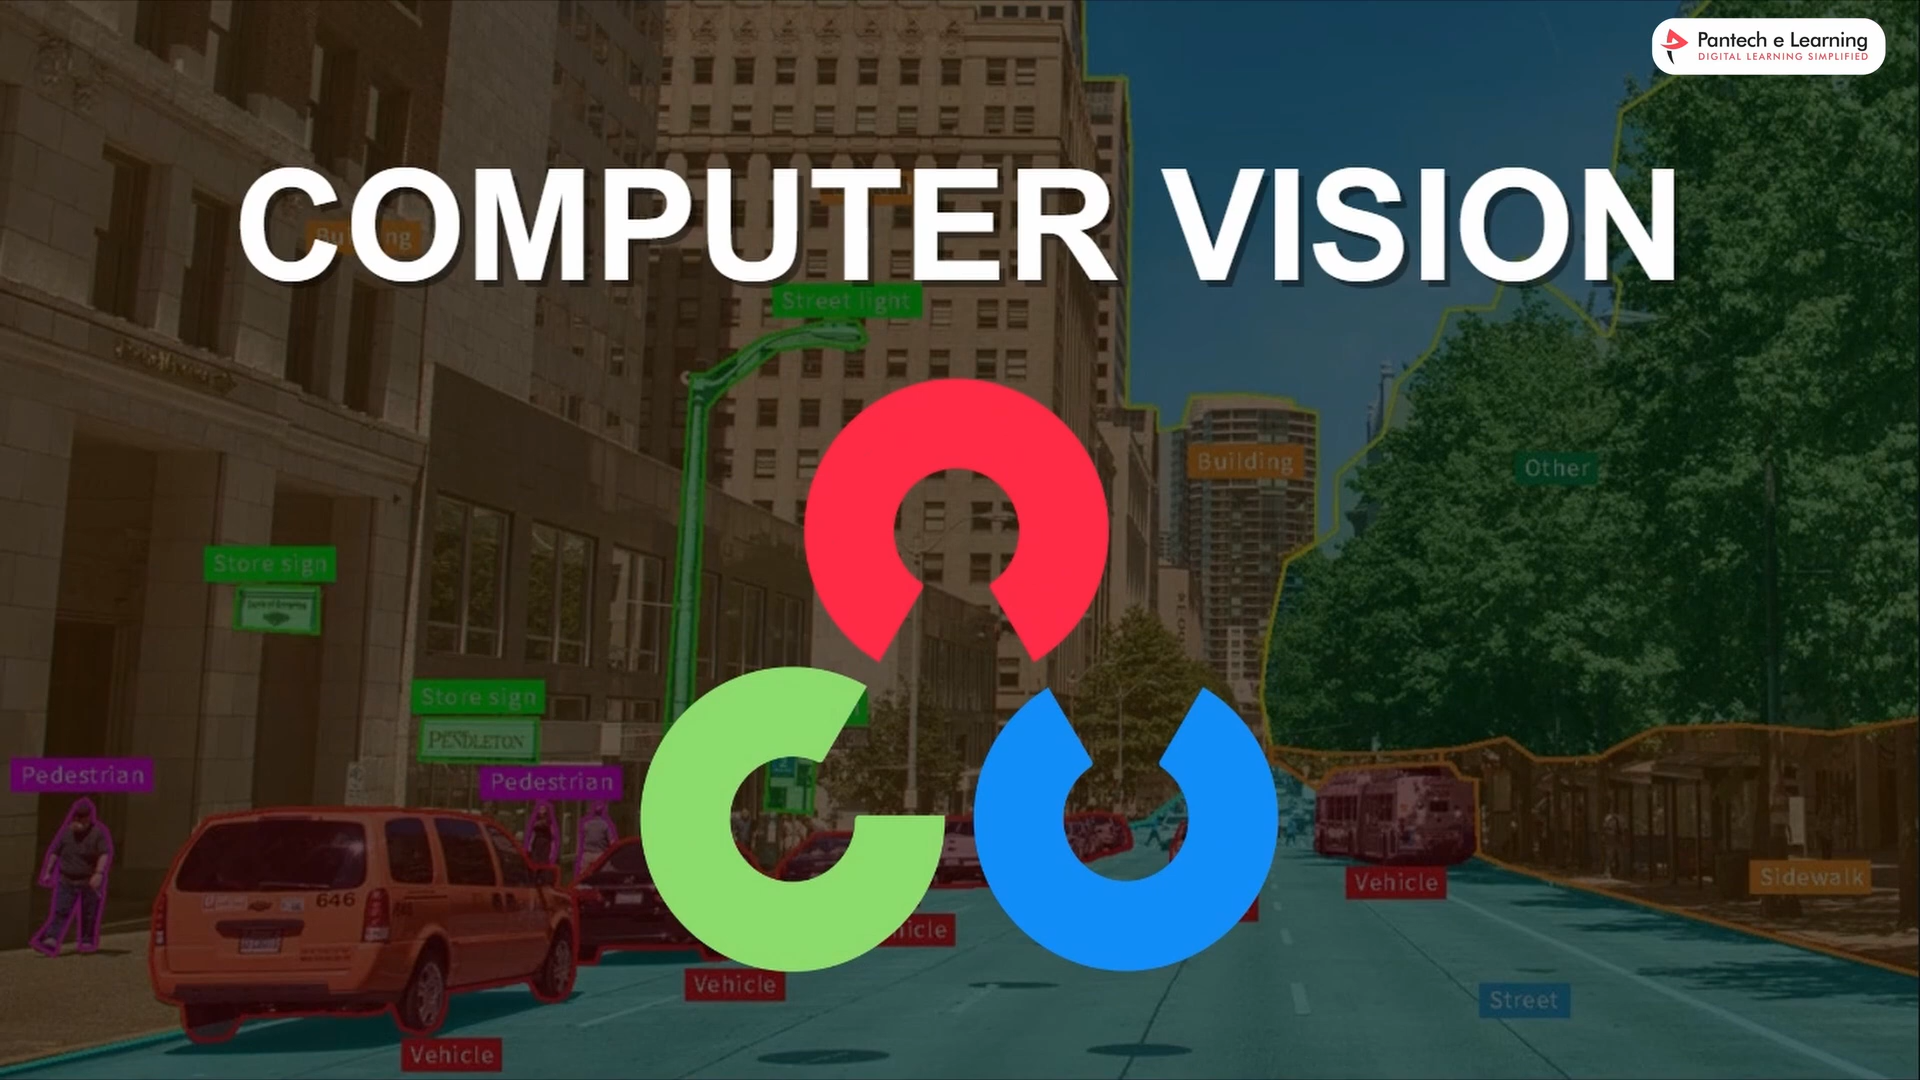 Pantech e Learning
DIGITAL LEARNING SIMPLIFIED
COMPUTER VISION
Building
Street light
Building
Other
Store sign
Store sign
PENDLETON
Pedestrian
Pedestrian
646
Vehicle
Sidewalk
Vehicle
Street
Vehicle